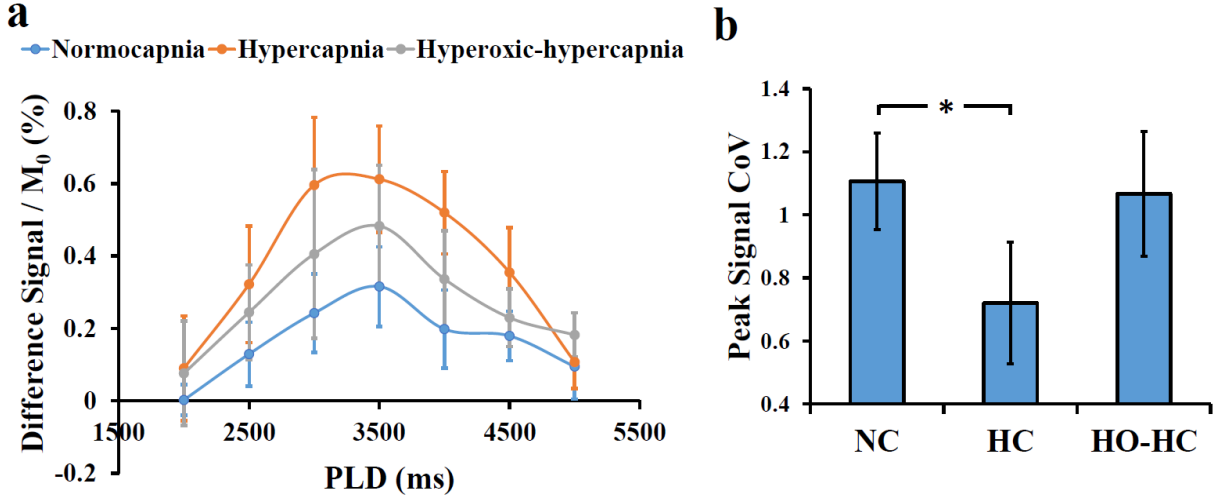 a
Normocapnia Hypercapnia Hyperoxic-hypercapnia
Difference Signal / M₀ (%)
0.8
0.6
0.4
0.2
0
-0.2
1500 2500 3500 4500 5500
PLD (ms)
b
Peak Signal CoV
1.4
1.2
1
0.8
0.6
0.4
*
NC HC HO-HC